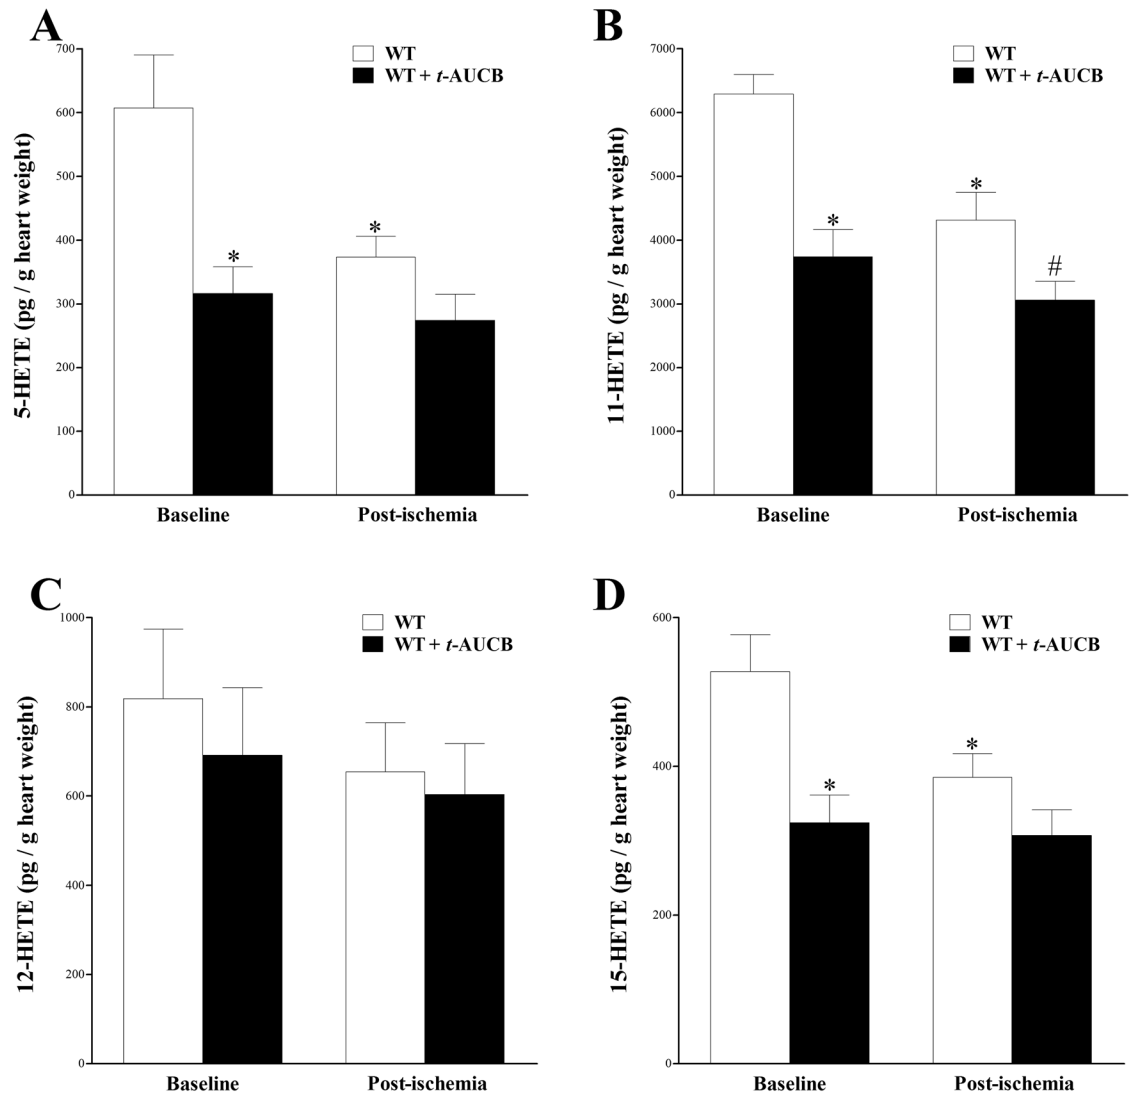 A
700
600
500
400
300
200
100
0
5-HETE (pg / g heart weight)
WT
WT + t-AUCB
*
*
Baseline
Post-ischemia
B
7000
6000
5000
4000
3000
2000
1000
0
11-HETE (pg / g heart weight)
WT
WT + t-AUCB
*
*
#
Baseline
Post-ischemia
C
1000
800
600
400
200
0
12-HETE (pg / g heart weight)
WT
WT + t-AUCB
Baseline
Post-ischemia
D
600
400
200
0
15-HETE (pg / g heart weight)
WT
WT + t-AUCB
*
*
Baseline
Post-ischemia